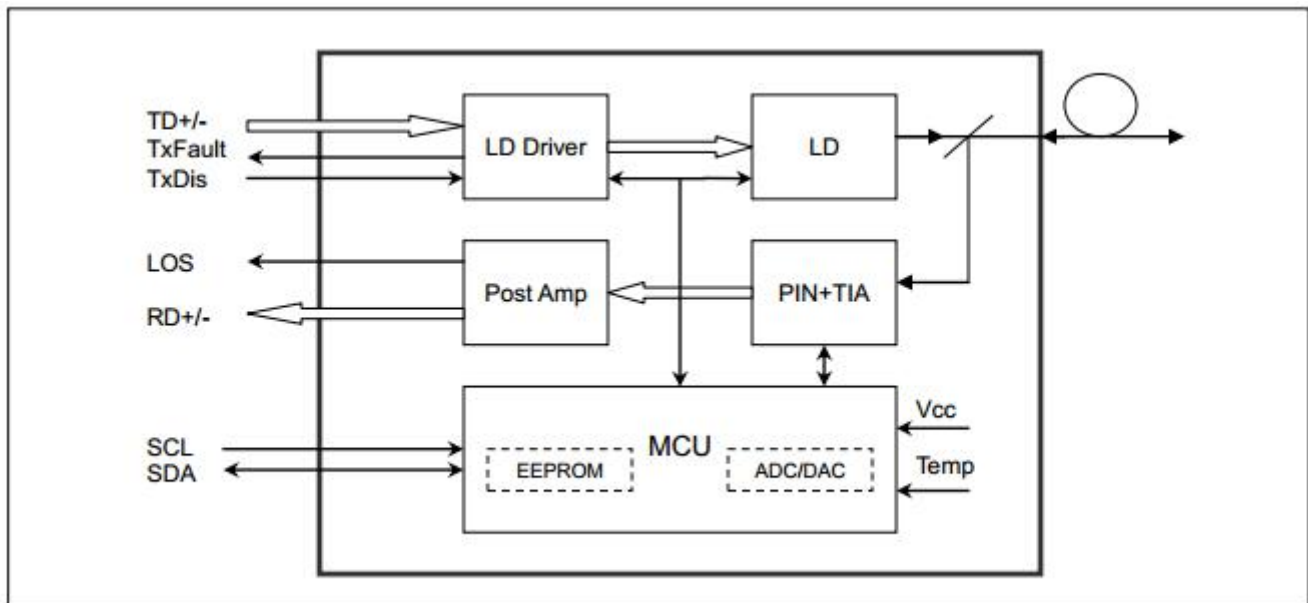 TD+/-
TxFault
TxDis
LD Driver
LD
LOS
RD+/-
Post Amp
PIN+TIA
SCL
SDA
MCU
EEPROM
ADC/DAC
Vcc
Temp